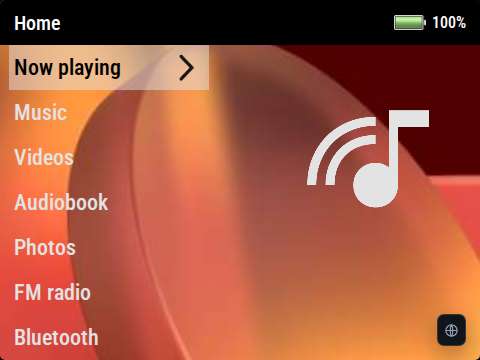 Home
100%
Now playing
Music
Videos
Audiobook
Photos
FM radio
Bluetooth